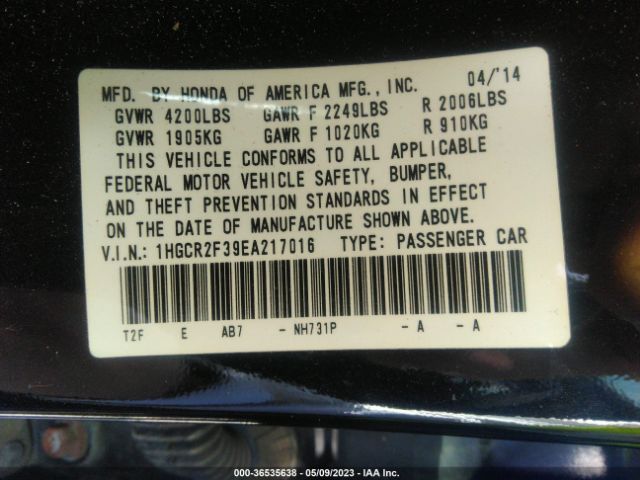 MFD. BY HONDA OF AMERICA MFG., INC. 04/'14
GVWR 4200LBS GAWR F 2249LBS R 2006LBS
GVWR 1905KG GAWR F 1020KG R 910KG
THIS VEHICLE CONFORMS TO ALL APPLICABLE
FEDERAL MOTOR VEHICLE SAFETY, BUMPER,
AND THEFT PREVENTION STANDARDS IN EFFECT
ON THE DATE OF MANUFACTURE SHOWN ABOVE.
V.I.N.: 1HGCR2F39EA217016 TYPE: PASSENGER CAR
T2F E AB7 - NH731P - A - A
000-36535638 - 05/09/2023 - IAA Inc.